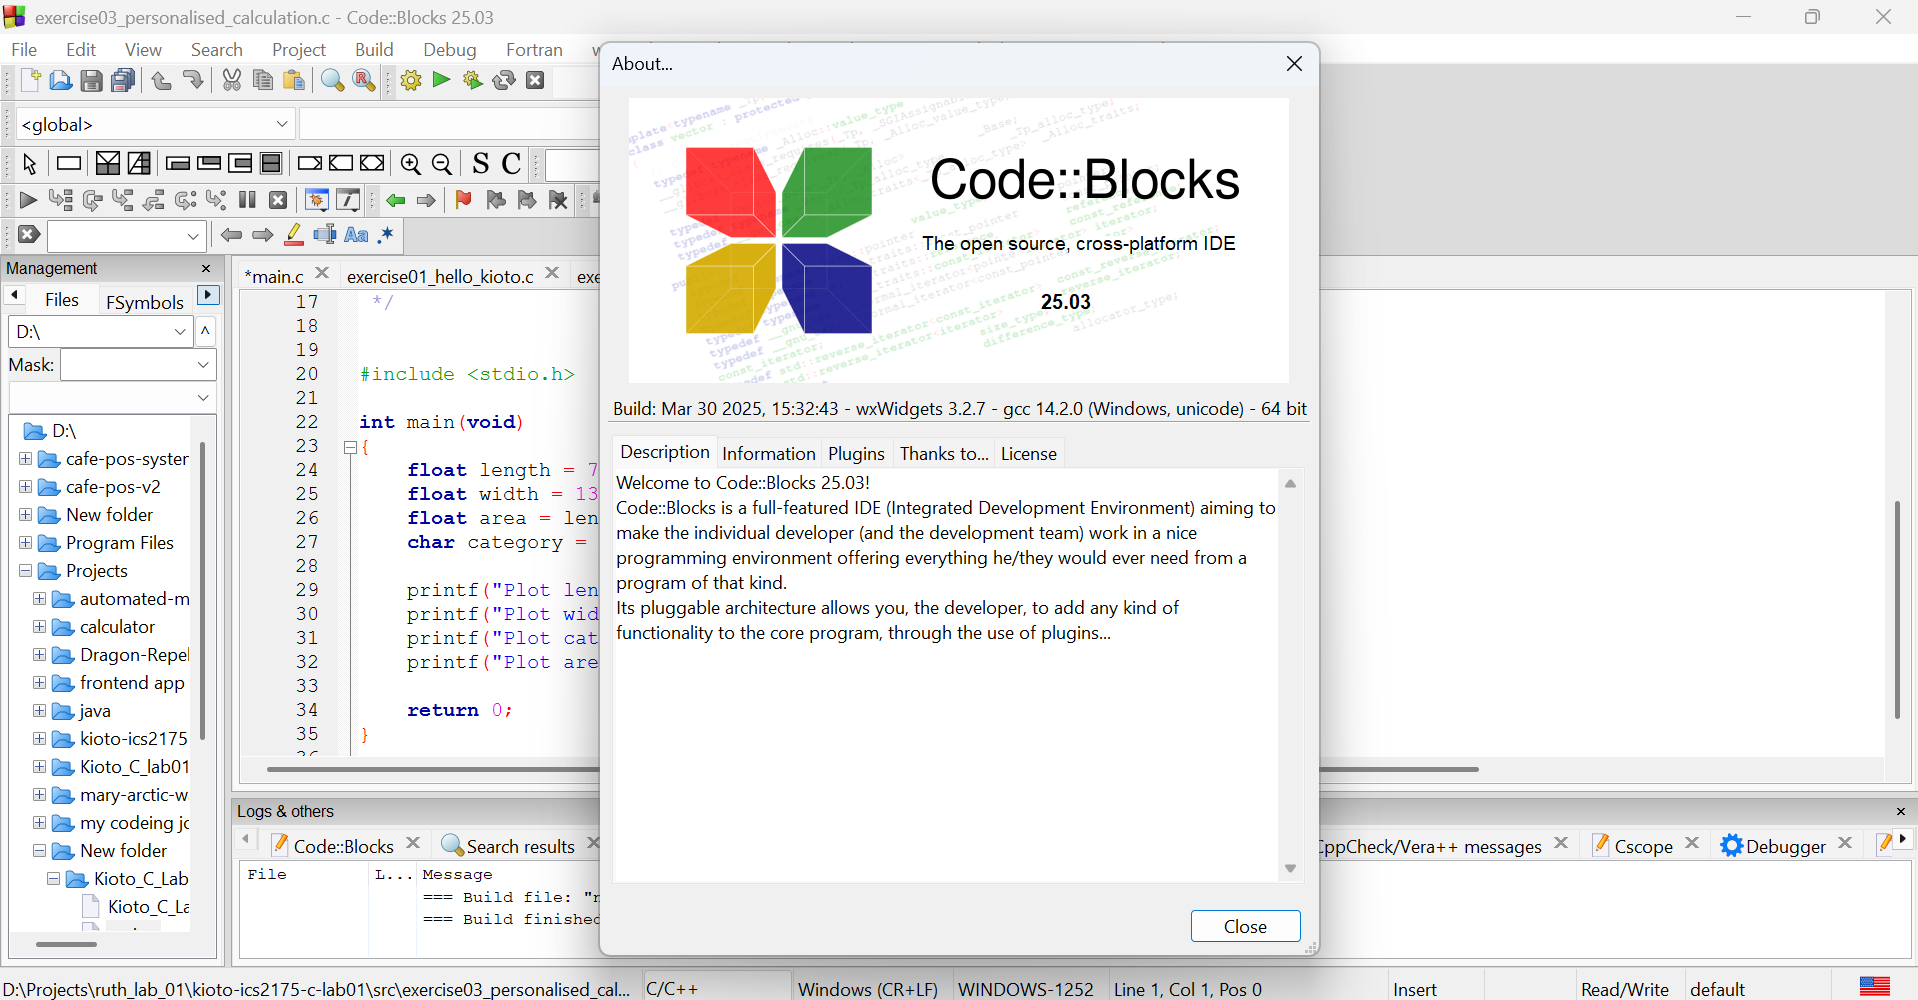 exercise03_personalised_calculation.c - Code::Blocks 25.03
File Edit View Search Project Build Debug Fortran
<global>
S C
Management
Files FSymbols
D:\
Mask:
D:\
cafe-pos-syster
cafe-pos-v2
New folder
Program Files
Projects
automated-m
calculator
Dragon-Repel
frontend app
java
kioto-ics2175
Kioto_C_lab01
mary-arctic-w
my codeing jo
New folder
Kioto_C_Lab
Kioto_C_La
*main.c exercise01_hello_kioto.c exe
17 */
18
19
20 #include <stdio.h>
21
22 int main(void)
23 {
24 float length = 7
25 float width = 13
26 float area = len
27 char category =
28
29 printf("Plot len
30 printf("Plot wid
31 printf("Plot cat
32 printf("Plot are
33
34 return 0;
35 }
About...
Code::Blocks
The open source, cross-platform IDE
25.03
Build: Mar 30 2025, 15:32:43 - wxWidgets 3.2.7 - gcc 14.2.0 (Windows, unicode) - 64 bit
Description Information Plugins Thanks to... License
Welcome to Code::Blocks 25.03!
Code::Blocks is a full-featured IDE (Integrated Development Environment) aiming to
make the individual developer (and the development team) work in a nice
programming environment offering everything he/they would ever need from a
program of that kind.
Its pluggable architecture allows you, the developer, to add any kind of
functionality to the core program, through the use of plugins...
Close
Logs & others
Code::Blocks Search results CppCheck/Vera++ messages Cscope Debugger
File L... Message
=== Build file: "n
=== Build finished
D:\Projects\ruth_lab_01\kioto-ics2175-c-lab01\src\exercise03_personalised_cal... C/C++ Windows (CR+LF) WINDOWS-1252 Line 1, Col 1, Pos 0 Insert Read/Write default